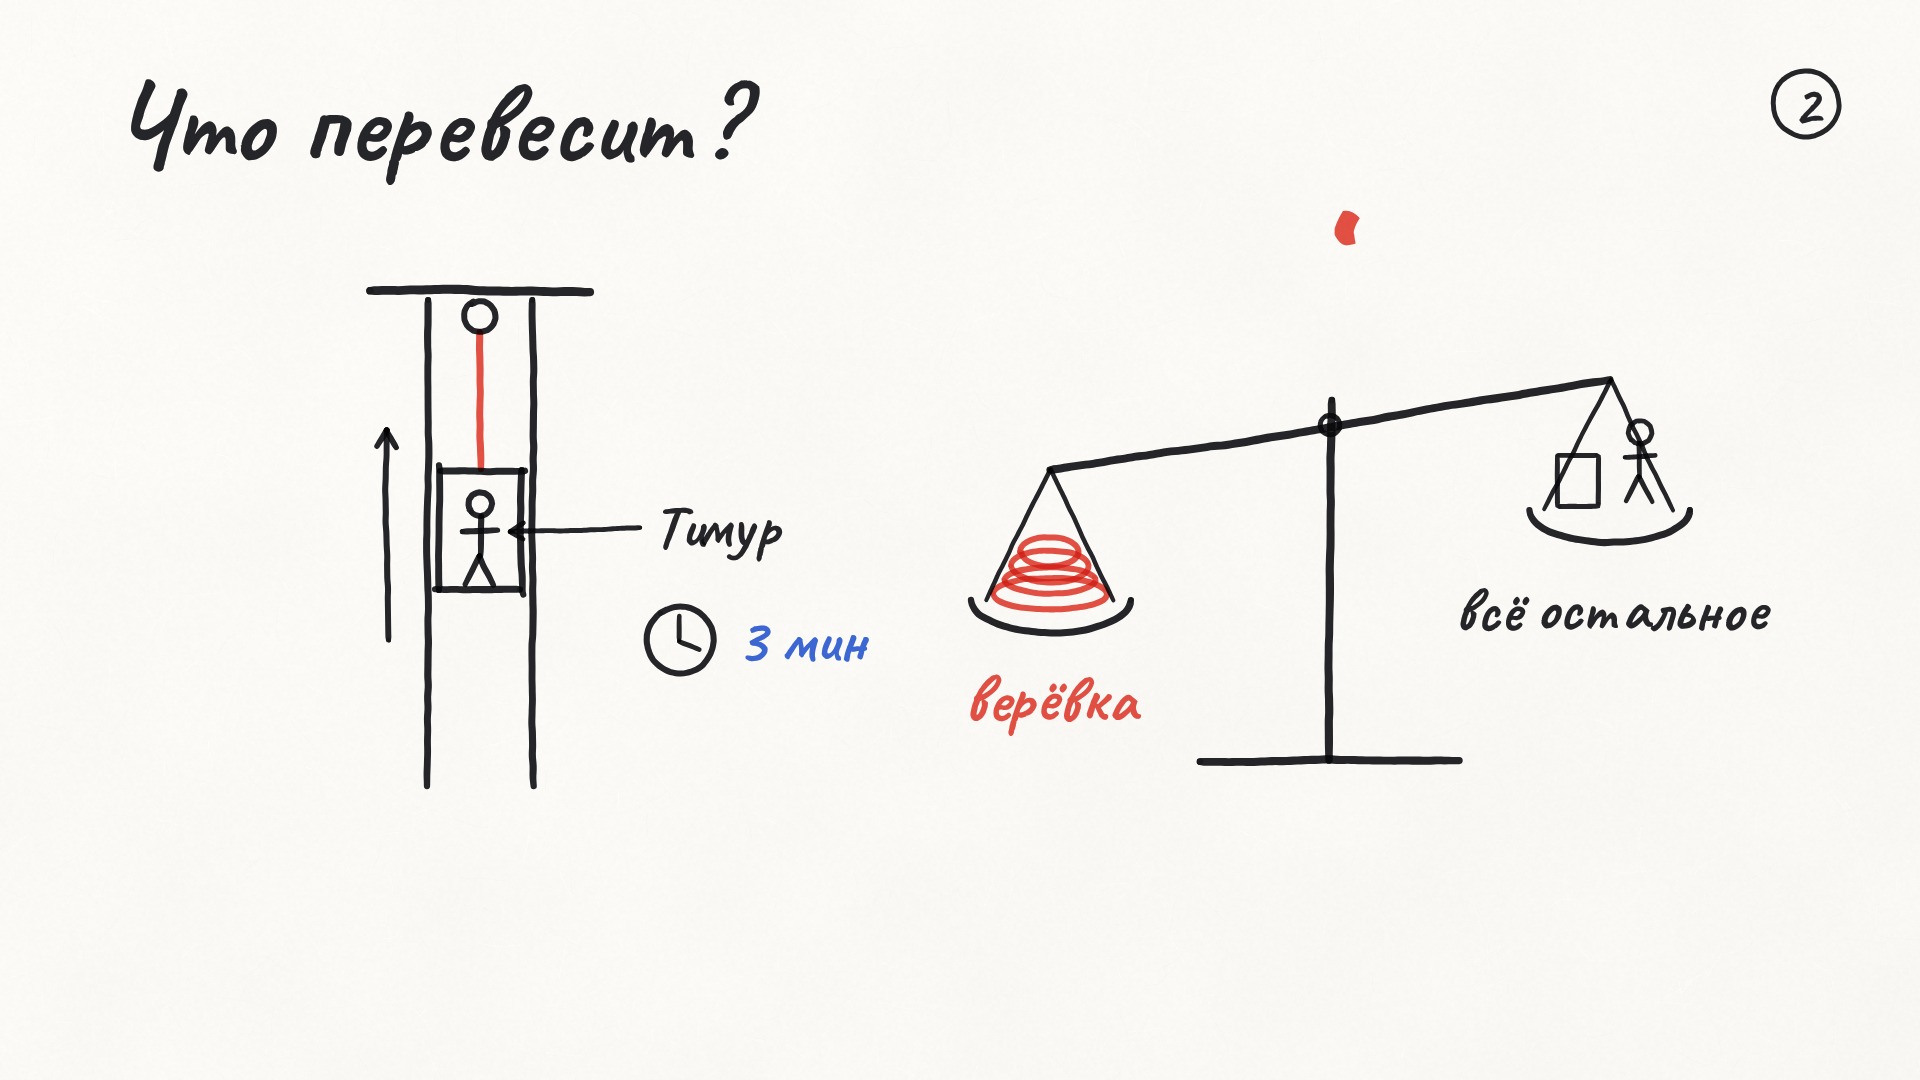 Что перевесит?
2
Тимур
3 мин
всё остальное
верёвка